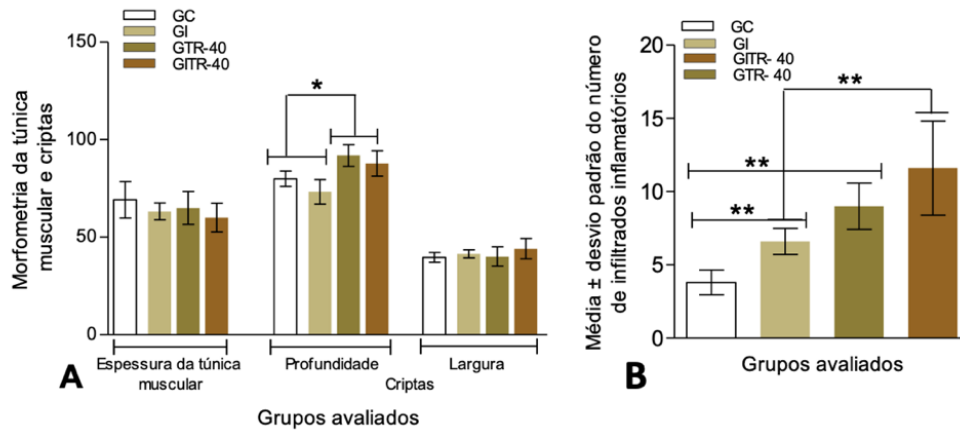 GC
GI
GTR-40
GITR-40
Morfometria da túnica
muscular e criptas
150
100
50
0
*
Espessura da túnica
muscular
Profundidade
Largura
Criptas
A
Grupos avaliados
GC
GI
GITR- 40
GTR- 40
Média ± desvio padrão do número
de infiltrados inflamatórios
20
15
10
5
0
**
**
**
B
Grupos avaliados